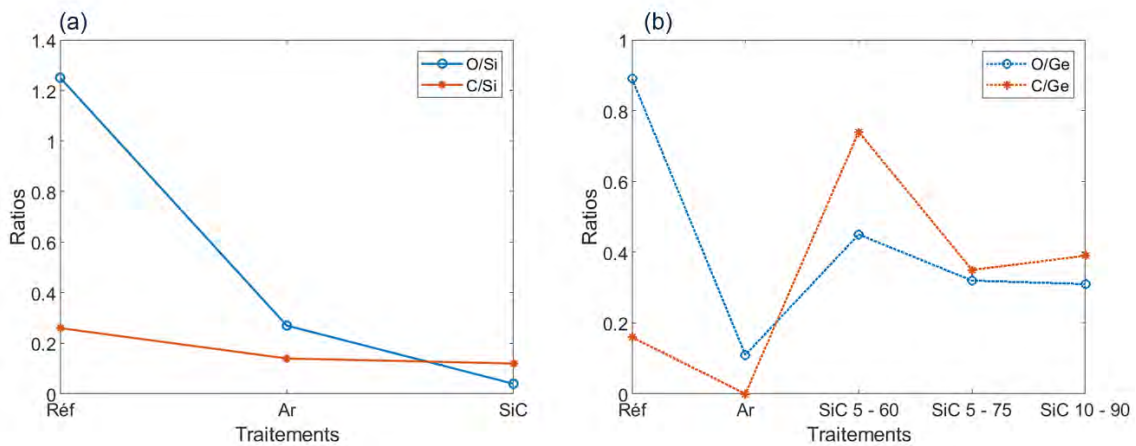 (a)
1.4
1.2
1
0.8
0.6
0.4
0.2
0
Ratios
O/Si
C/Si
Réf
Ar
SiC
Traitements
(b)
1
0.8
0.6
0.4
0.2
0
Ratios
O/Ge
C/Ge
Réf
Ar
SiC 5 - 60
SiC 5 - 75
SiC 10 - 90
Traitements